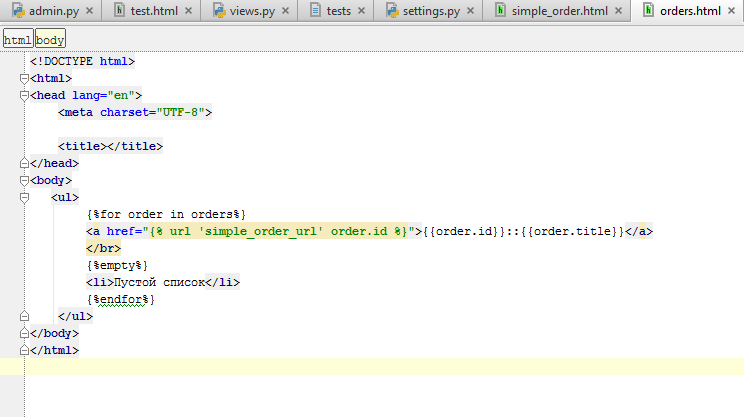 admin.py test.html views.py tests settings.py simple_order.html orders.html
html body
<!DOCTYPE html>
<html>
<head lang="en">
<meta charset="UTF-8">
<title></title>
</head>
<body>
<ul>
{%for order in orders%}
<a href="{% url 'simple_order_url' order.id %}">{{order.id}}::{{order.title}}</a>
</br>
{%empty%}
<li>Пустой список</li>
{%endfor%}
</ul>
</body>
</html>